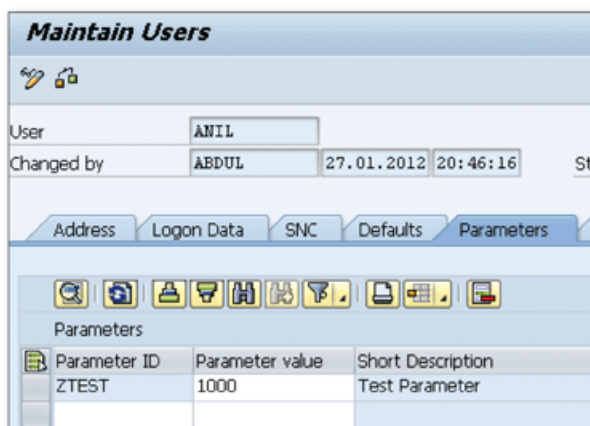 Maintain Users
User ANIL
Changed by ABDUL 27.01.2012 20:46:16 St
Address Logon Data SNC Defaults Parameters
Parameters
Parameter ID Parameter value Short Description
ZTEST 1000 Test Parameter